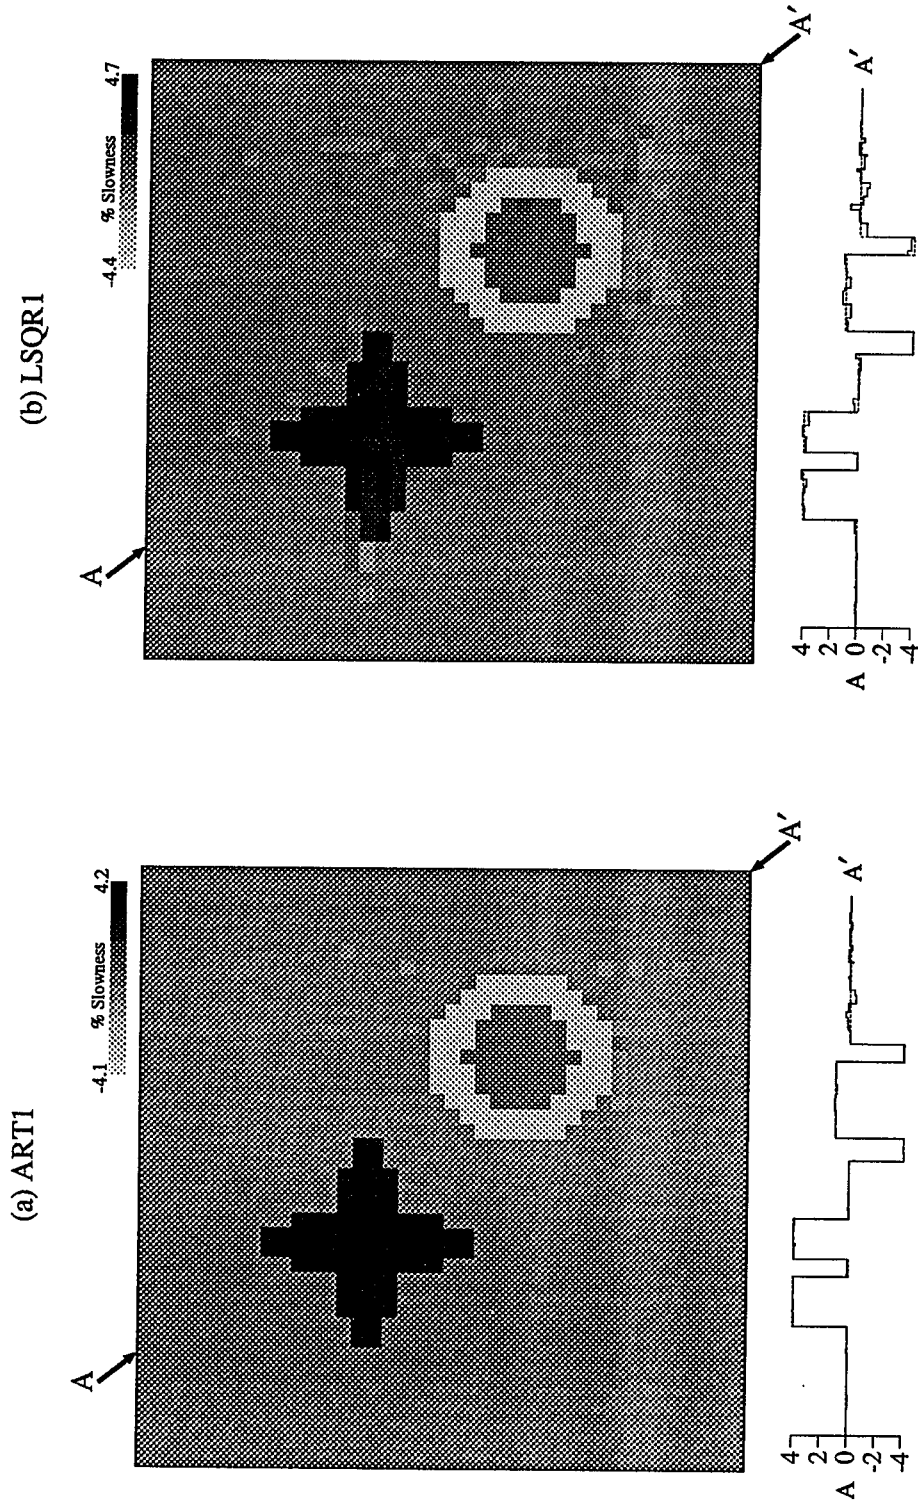 (a) ART1
-4.1 % Slowness 4.2
A
A′
4
2
0
-2
-4
A
A′
(b) LSQR1
-4.4 % Slowness 4.7
A
A′
4
2
0
-2
-4
A
A′